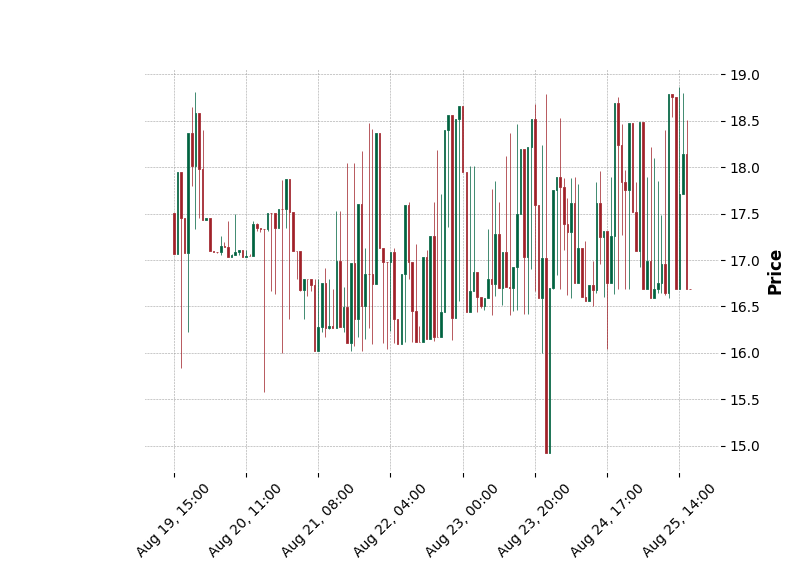 19.0
18.5
18.0
17.5
17.0
16.5
16.0
15.5
15.0
Price
Aug 19, 15:00
Aug 20, 11:00
Aug 21, 08:00
Aug 22, 04:00
Aug 23, 00:00
Aug 23, 20:00
Aug 24, 17:00
Aug 25, 14:00